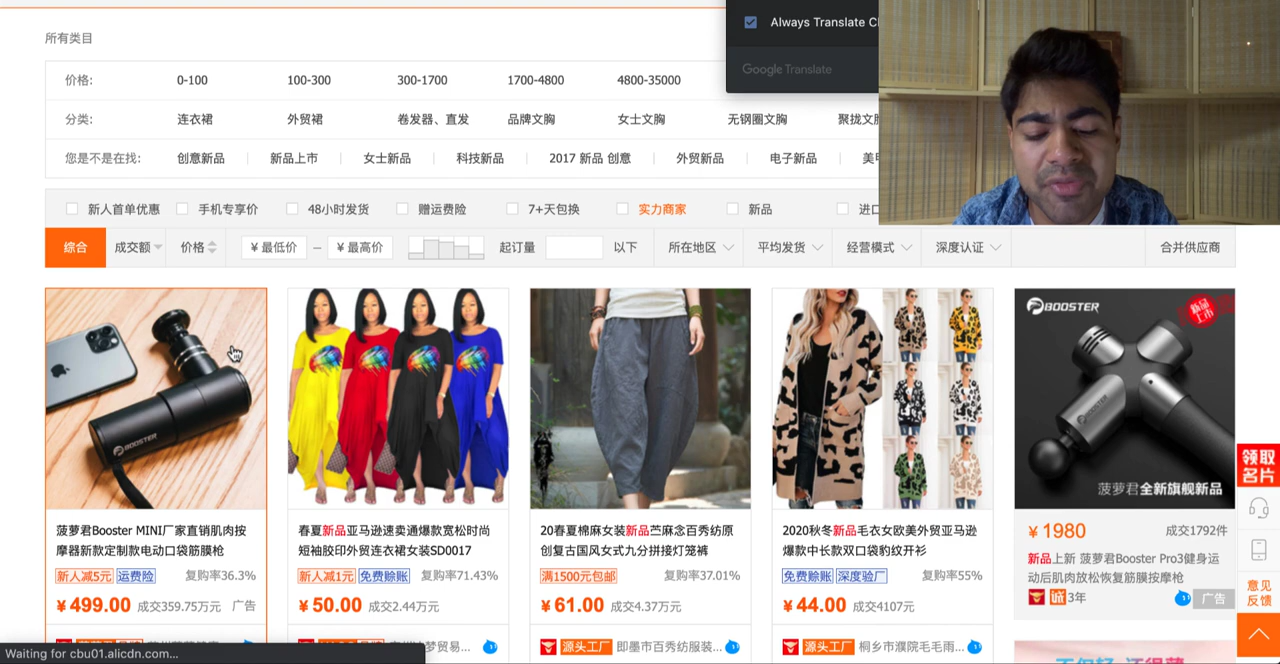 Always Translate C
Google Translate
所有类目
价格: 0-100 100-300 300-1700 1700-4800 4800-35000
分类: 连衣裙 外贸裙 卷发器、直发 品牌文胸 女士文胸 无钢圈文胸 聚拢文胸
您是不是在找: 创意新品 新品上市 女士新品 科技新品 2017 新品 创意 外贸新品 电子新品 美
新人首单优惠 手机专享价 48小时发货 赠运费险 7+天包换 实力商家 新品 进口
综合 成交额 价格 ¥ 最低价 – ¥ 最高价 起订量 以下 所在地区 平均发货 经营模式 深度认证 合并供应商
BOOSTER
菠萝君Booster MINI厂家直销肌肉按
摩器新款定制款电动口袋筋膜枪
新人减5元 运费险 复购率36.3%
¥ 499.00 成交359.75万元 广告
春夏新品亚马逊速卖通爆款宽松时尚
短袖胶印外贸连衣裙女装SD0017
新人减1元 免费赊账 复购率71.43%
¥ 50.00 成交2.44万元
20春夏棉麻女装新品苎麻念百秀纺原
创复古国风女式九分拼接灯笼裤
满1500元包邮 复购率37.01%
¥ 61.00 成交4.37万元
源头工厂 即墨市百秀纺服装...
2020秋冬新品毛衣女欧美外贸亚马逊
爆款中长款双口袋豹纹开衫
免费赊账 深度验厂 复购率55%
¥ 44.00 成交4107元
源头工厂 桐乡市濮院毛毛雨...
BOOSTER
新品
上市
BOOSTER
菠萝君全新旗舰新品
¥ 1980 成交1792件
新品上新 菠萝君Booster Pro3健身运
动后肌肉放松恢复筋膜按摩枪
诚 3年 广告
领取
名片
意见
反馈
Waiting for cbu01.alicdn.com...